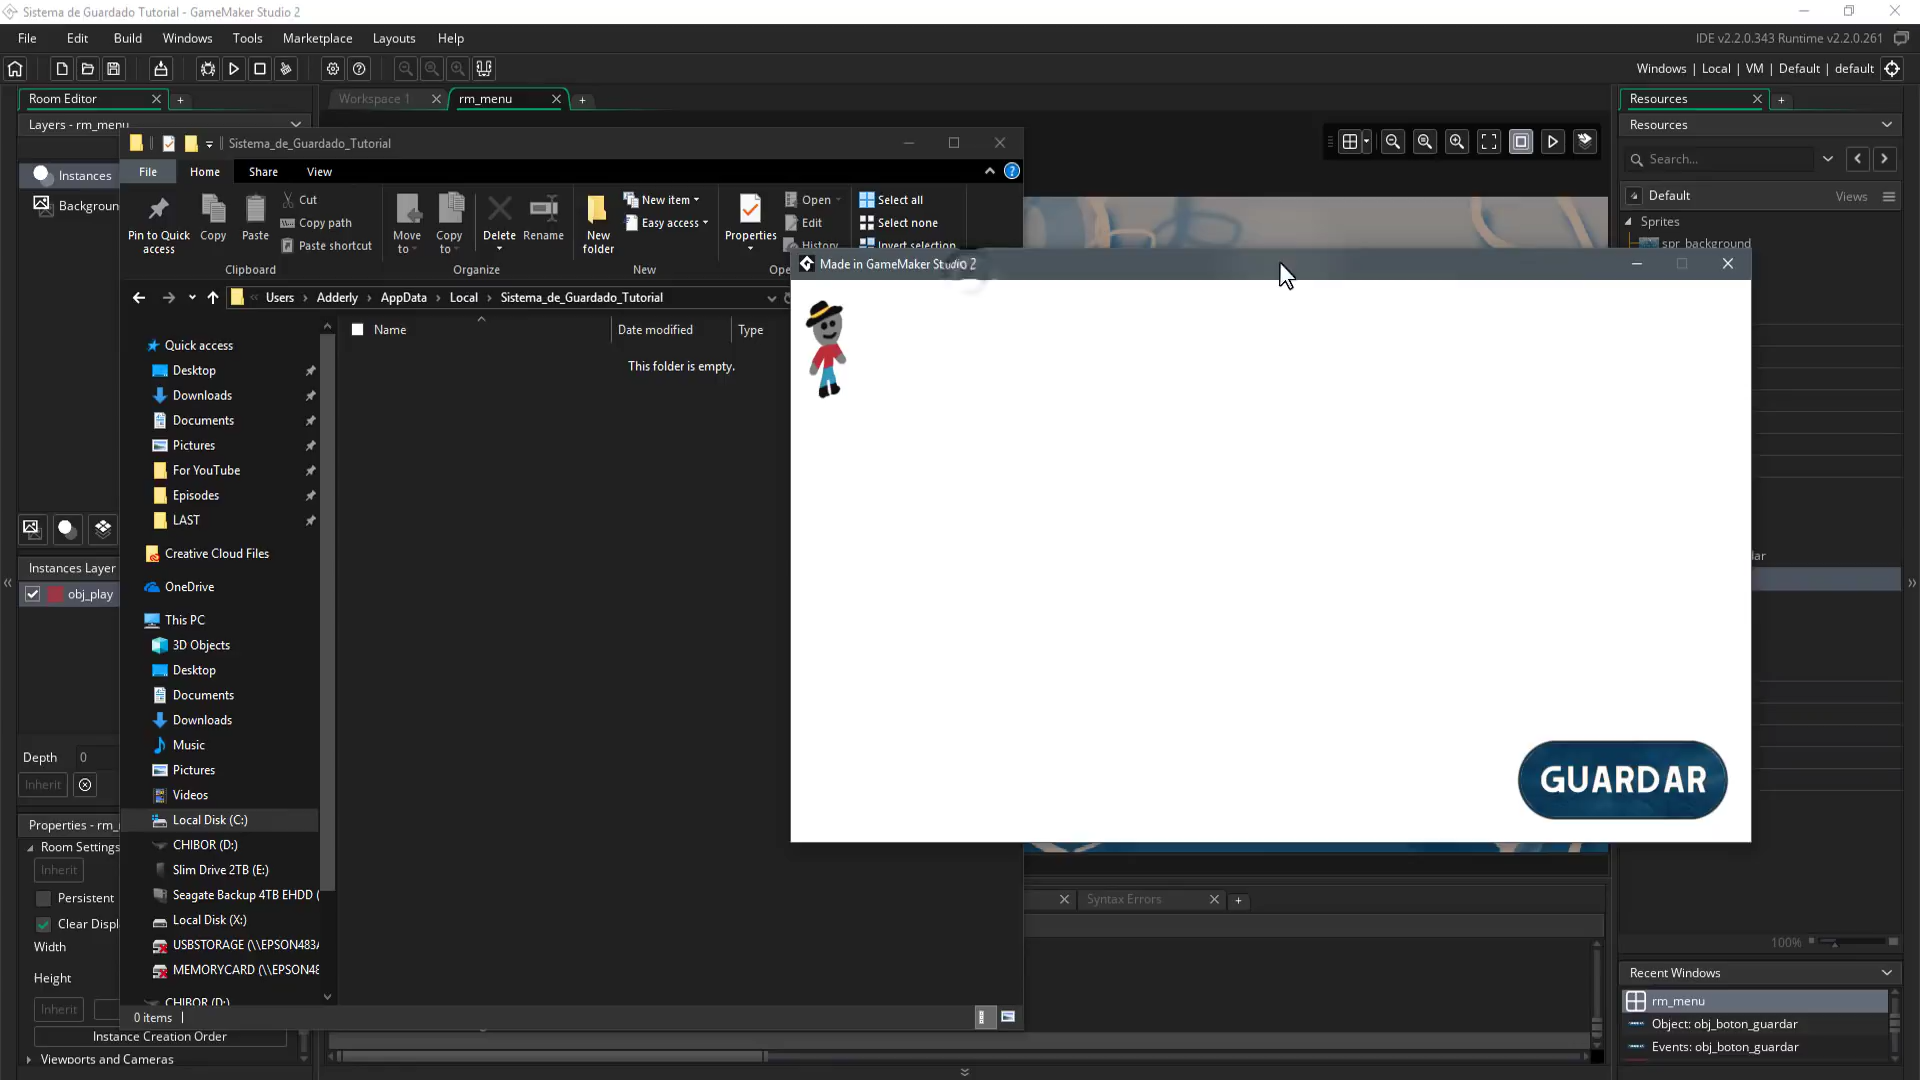 Sistema de Guardado Tutorial - GameMaker Studio 2
File Edit Build Windows Tools Marketplace Layouts Help
IDE v2.2.0.343 Runtime v2.2.0.261
Windows | Local | VM | Default | default
Room Editor
Workspace 1
rm_menu
Resources
Layers - rm_menu
Resources
Sistema_de_Guardado_Tutorial
Search...
File Home Share View
Instances
Default
Views
Backgroun
Cut
New item
Open
Select all
Sprites
Copy path
Easy access
Edit
Select none
Pin to Quick access
Copy
Paste
Paste shortcut
Move to
Copy to
Delete
Rename
New folder
Properties
History
Invert selection
spr_background
Clipboard
Organize
New
Ope
Made in GameMaker Studio 2
Users > Adderly > AppData > Local > Sistema_de_Guardado_Tutorial
Name
Date modified
Type
This folder is empty.
Quick access
Desktop
Downloads
Documents
Pictures
For YouTube
Episodes
LAST
Creative Cloud Files
Instances Layer
OneDrive
obj_play
This PC
3D Objects
Desktop
Documents
Downloads
Music
Pictures
Videos
Local Disk (C:)
CHIBOR (D:)
Slim Drive 2TB (E:)
Seagate Backup 4TB EHDD (
Local Disk (X:)
USBSTORAGE (\\EPSON483A
MEMORYCARD (\\EPSON48
CHIBOR (D:)
0 items
Depth 0
Inherit
Properties - rm_
Room Settings
Inherit
Persistent
Clear Displ
Width
Height
Inherit
Instance Creation Order
Viewports and Cameras
GUARDAR
Syntax Errors
dar
100%
Recent Windows
rm_menu
Object: obj_boton_guardar
Events: obj_boton_guardar